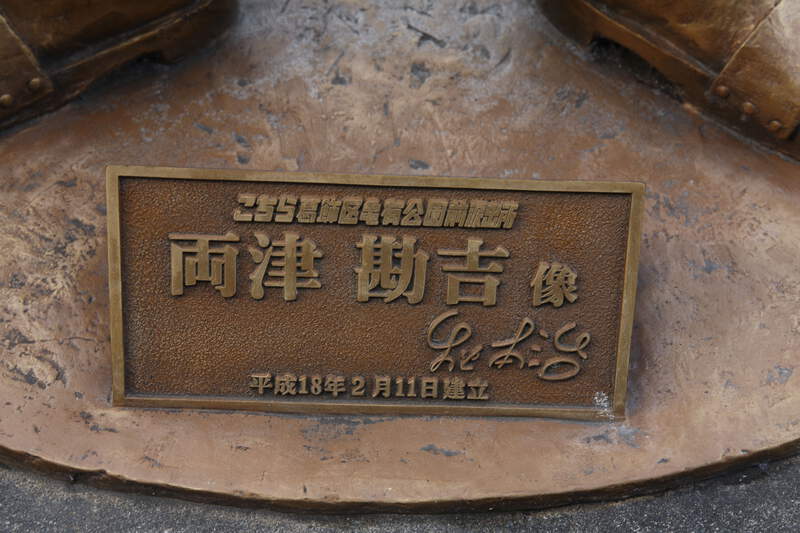 こちら葛飾区亀有公園前派出所
両津 勘吉 像
平成18年2月11日建立